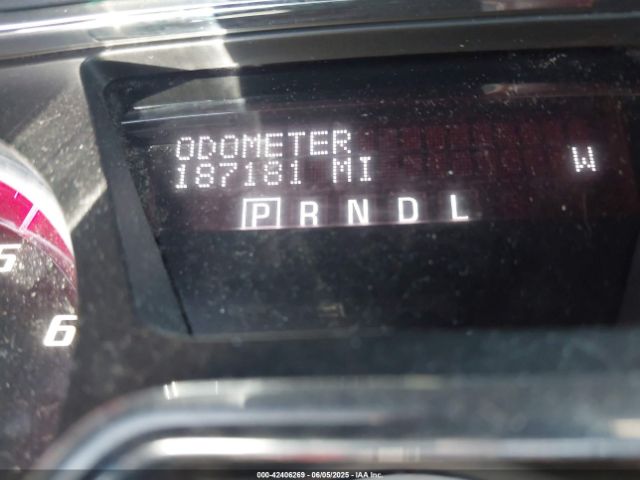 ODOMETER
187181 MI
W
P R N D L
5
6
000-42406269 - 06/05/2025 - IAA Inc.